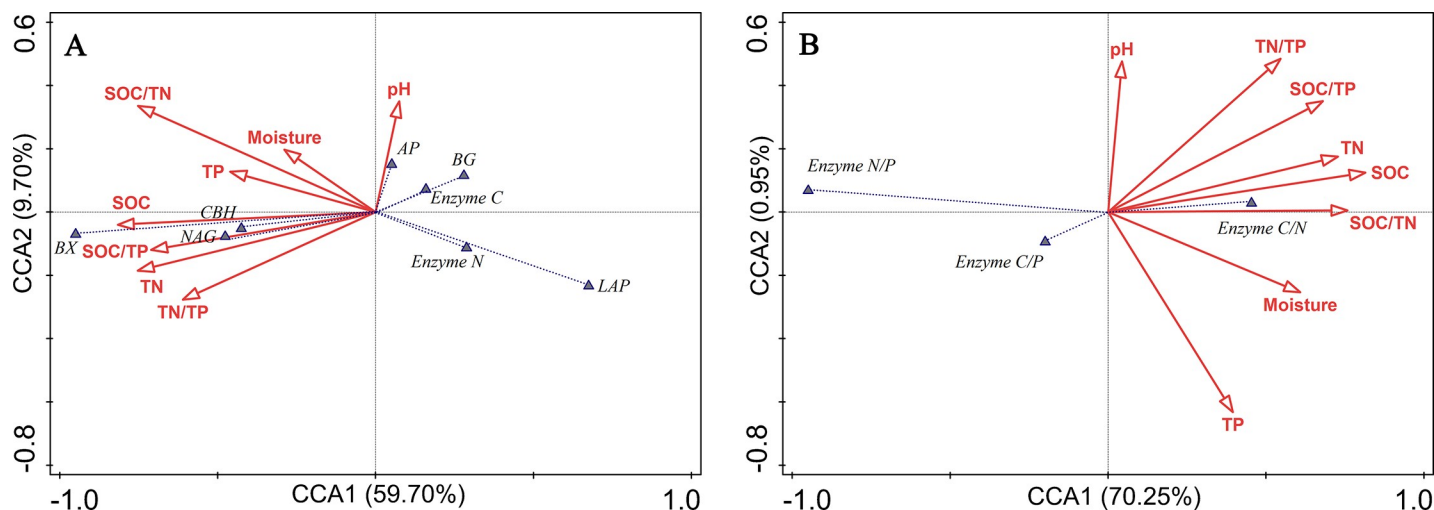 A
0.6
-0.8
CCA2 (9.70%)
-1.0
CCA1 (59.70%)
1.0
pH
SOC/TN
Moisture
AP
BG
TP
Enzyme C
SOC
CBH
NAG
BX
SOC/TP
Enzyme N
TN
LAP
TN/TP
B
0.6
-0.8
CCA2 (0.95%)
-1.0
CCA1 (70.25%)
1.0
pH
TN/TP
SOC/TP
TN
Enzyme N/P
SOC
SOC/TN
Enzyme C/N
Enzyme C/P
Moisture
TP